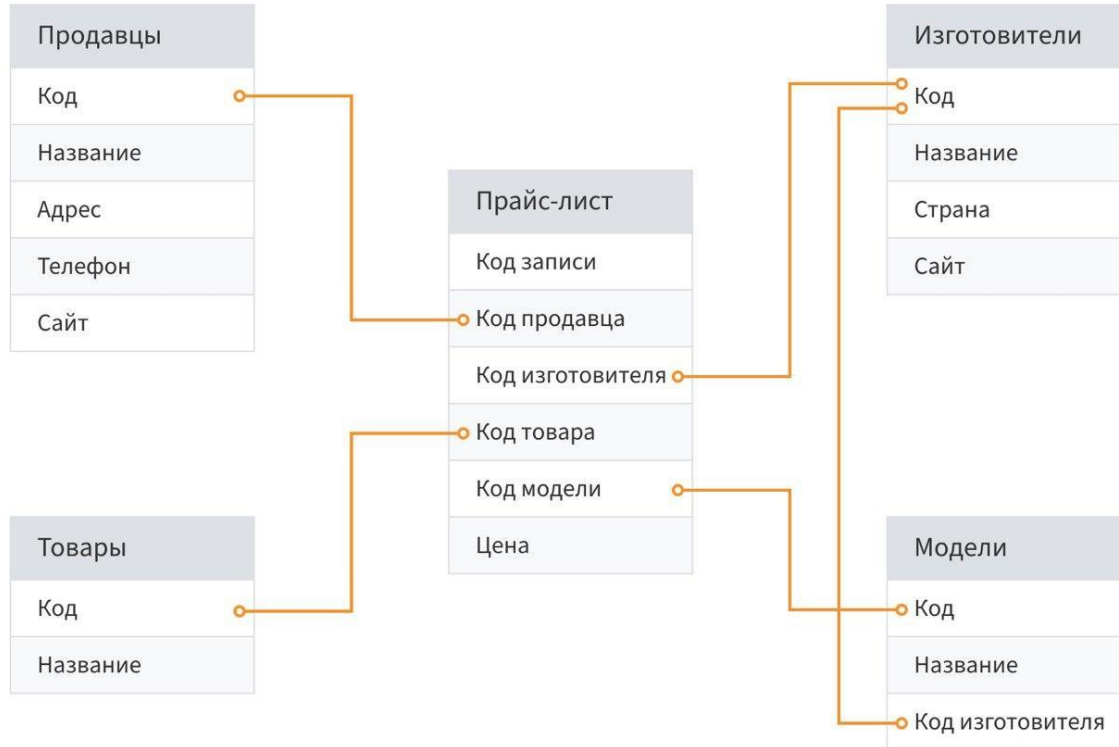 Продавцы
Код
Название
Адрес
Телефон
Сайт
Товары
Код
Название
Прайс-лист
Код записи
Код продавца
Код изготовителя
Код товара
Код модели
Цена
Изготовители
Код
Название
Страна
Сайт
Модели
Код
Название
Код изготовителя